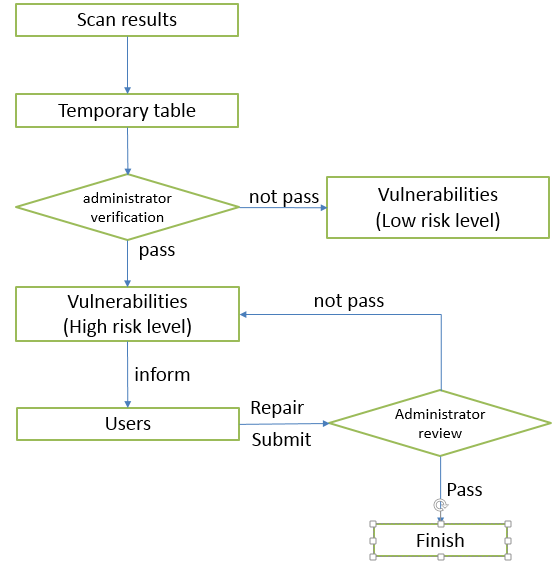 Scan results
Temporary table
administrator
verification
not pass
Vulnerabilities
(Low risk level)
pass
Vulnerabilities
(High risk level)
not pass
inform
Users
Repair
Submit
Administrator
review
Pass
Finish